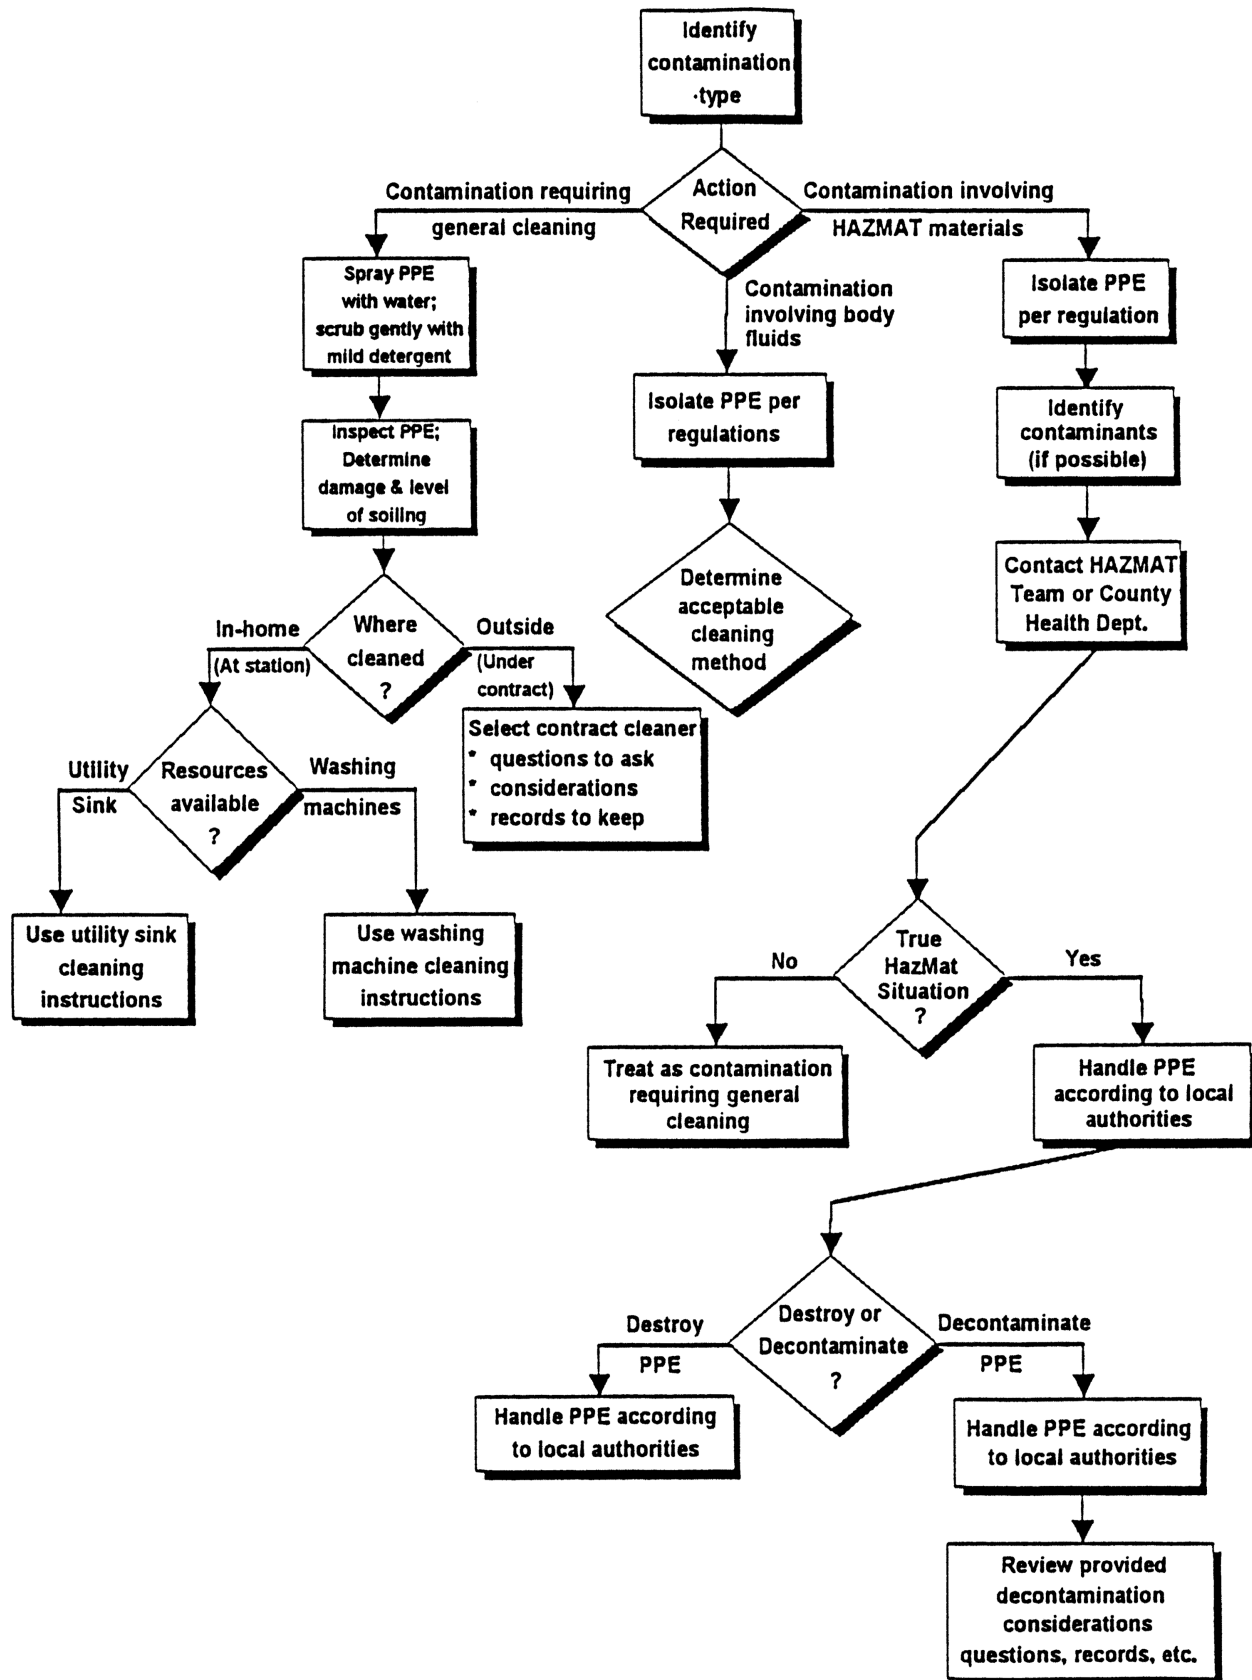 Identify
contamination
·type
Action
Required
Contamination requiring
general cleaning
Contamination involving
HAZMAT materials
Contamination
involving body
fluids
Spray PPE
with water;
scrub gently with
mild detergent
Inspect PPE;
Determine
damage & level
of soiling
Where
cleaned
?
In-home
(At station)
Outside
(Under
contract)
Select contract cleaner
* questions to ask
* considerations
* records to keep
Resources
available
?
Utility
Sink
Washing
machines
Use utility sink
cleaning
instructions
Use washing
machine cleaning
instructions
Isolate PPE per
regulations
Determine
acceptable
cleaning
method
Isolate PPE
per regulation
Identify
contaminants
(if possible)
Contact HAZMAT
Team or County
Health Dept.
True
HazMat
Situation
?
No
Yes
Treat as contamination
requiring general
cleaning
Handle PPE
according to local
authorities
Destroy or
Decontaminate
?
Destroy
PPE
Decontaminate
PPE
Handle PPE according
to local authorities
Handle PPE according
to local authorities
Review provided
decontamination
considerations
questions, records, etc.